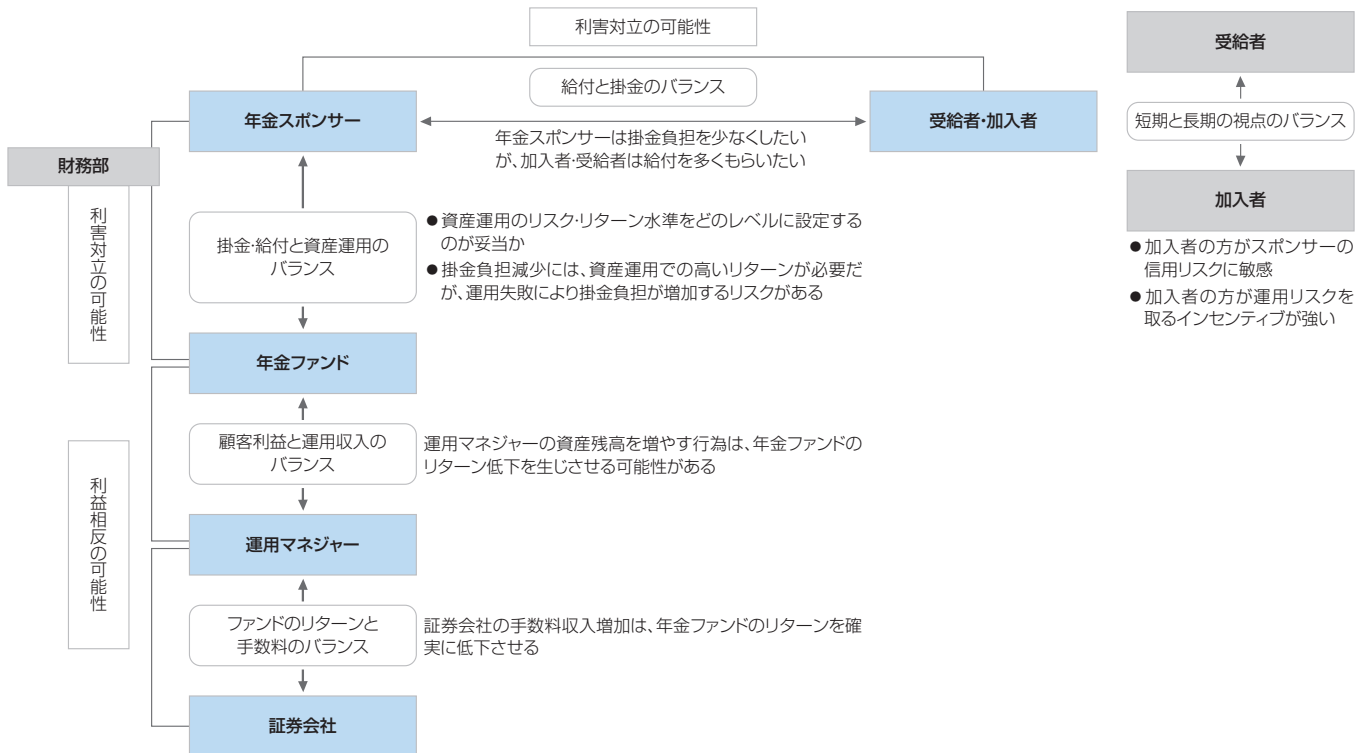 利害対立の可能性
給付と掛金のバランス
年金スポンサー
受給者・加入者
年金スポンサーは掛金負担を少なくしたい
が、加入者・受給者は給付を多くもらいたい
財務部
利害対立の可能性
掛金・給付と資産運用の
バランス
●資産運用のリスク・リターン水準をどのレベルに設定する
のが妥当か
●掛金負担減少には、資産運用での高いリターンが必要だ
が、運用失敗により掛金負担が増加するリスクがある
年金ファンド
顧客利益と運用収入の
バランス
運用マネジャーの資産残高を増やす行為は、年金ファンドの
リターン低下を生じさせる可能性がある
利益相反の可能性
運用マネジャー
ファンドのリターンと
手数料のバランス
証券会社の手数料収入増加は、年金ファンドのリターンを確
実に低下させる
証券会社
受給者
短期と長期の視点のバランス
加入者
●加入者の方がスポンサーの
信用リスクに敏感
●加入者の方が運用リスクを
取るインセンティブが強い